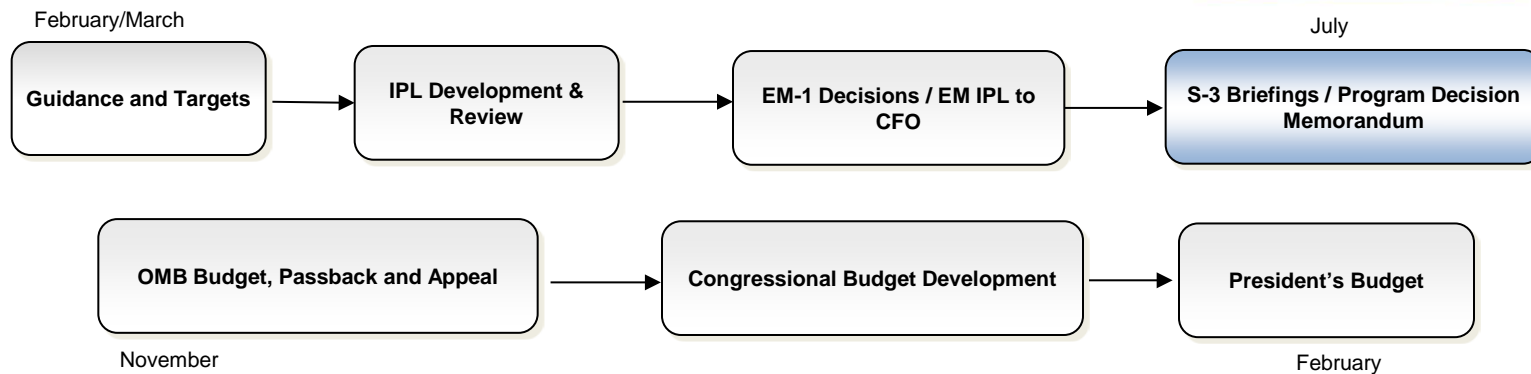 February/March
July
Guidance and Targets
IPL Development &
Review
EM-1 Decisions / EM IPL to
CFO
S-3 Briefings / Program Decision
Memorandum
OMB Budget, Passback and Appeal
Congressional Budget Development
President’s Budget
November
February